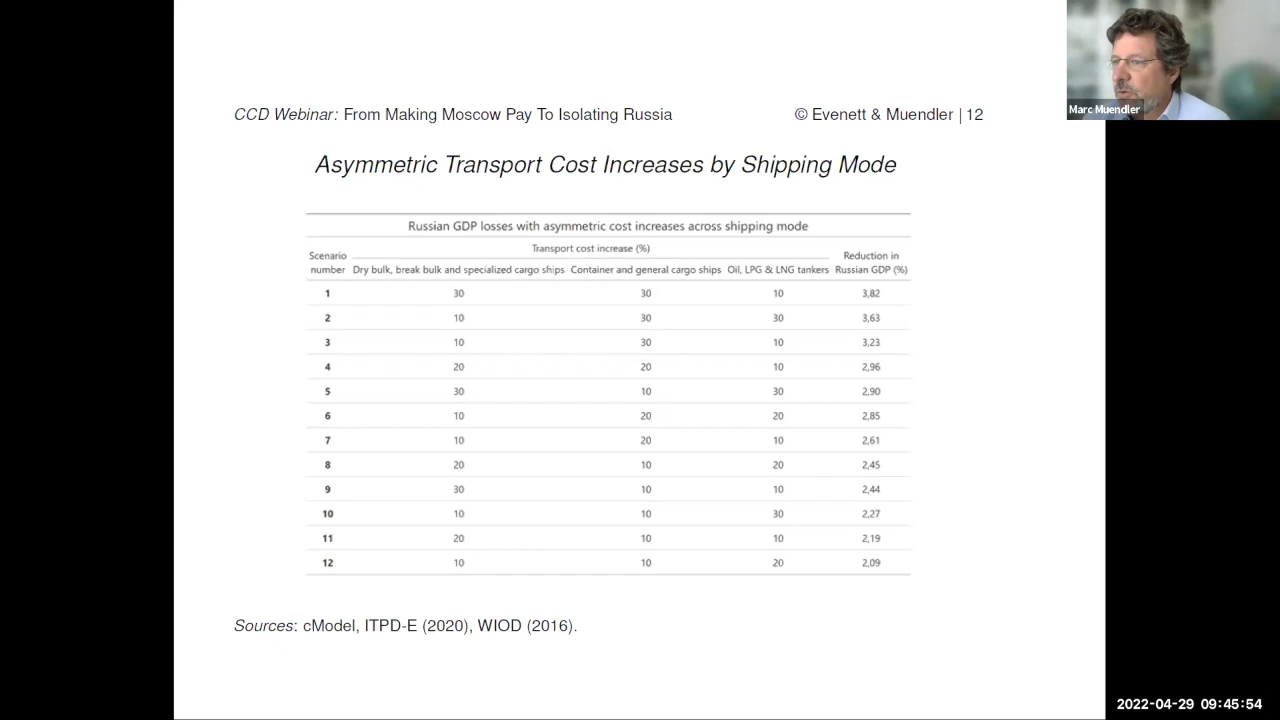 CCD Webinar: From Making Moscow Pay To Isolating Russia © Evenett & Muendler | 12
Marc Muendler
Asymmetric Transport Cost Increases by Shipping Mode
Russian GDP losses with asymmetric cost increases across shipping mode
Transport cost increase (%)
Scenario number Dry bulk, break bulk and specialized cargo ships Container and general cargo ships Oil, LPG & LNG tankers Reduction in Russian GDP (%)
1 30 30 10 3,82
2 10 30 30 3,63
3 10 30 10 3,23
4 20 20 10 2,96
5 30 10 30 2,90
6 10 20 20 2,85
7 10 20 10 2,61
8 20 10 20 2,45
9 30 10 10 2,44
10 10 10 30 2,27
11 20 10 10 2,19
12 10 10 20 2,09
Sources: cModel, ITPD-E (2020), WIOD (2016).
2022-04-29 09:45:54